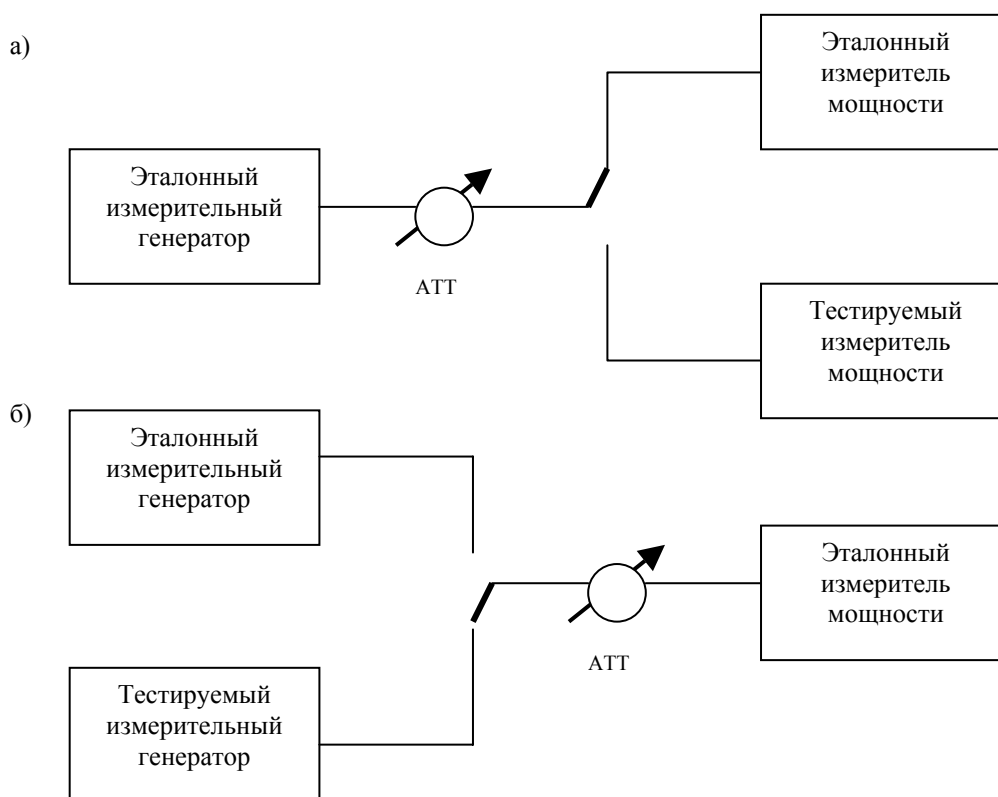 а)
Эталонный
измеритель
мощности
Эталонный
измерительный
генератор
АТТ
Тестируемый
измеритель
мощности
б)
Эталонный
измерительный
генератор
Эталонный
измеритель
мощности
АТТ
Тестируемый
измерительный
генератор